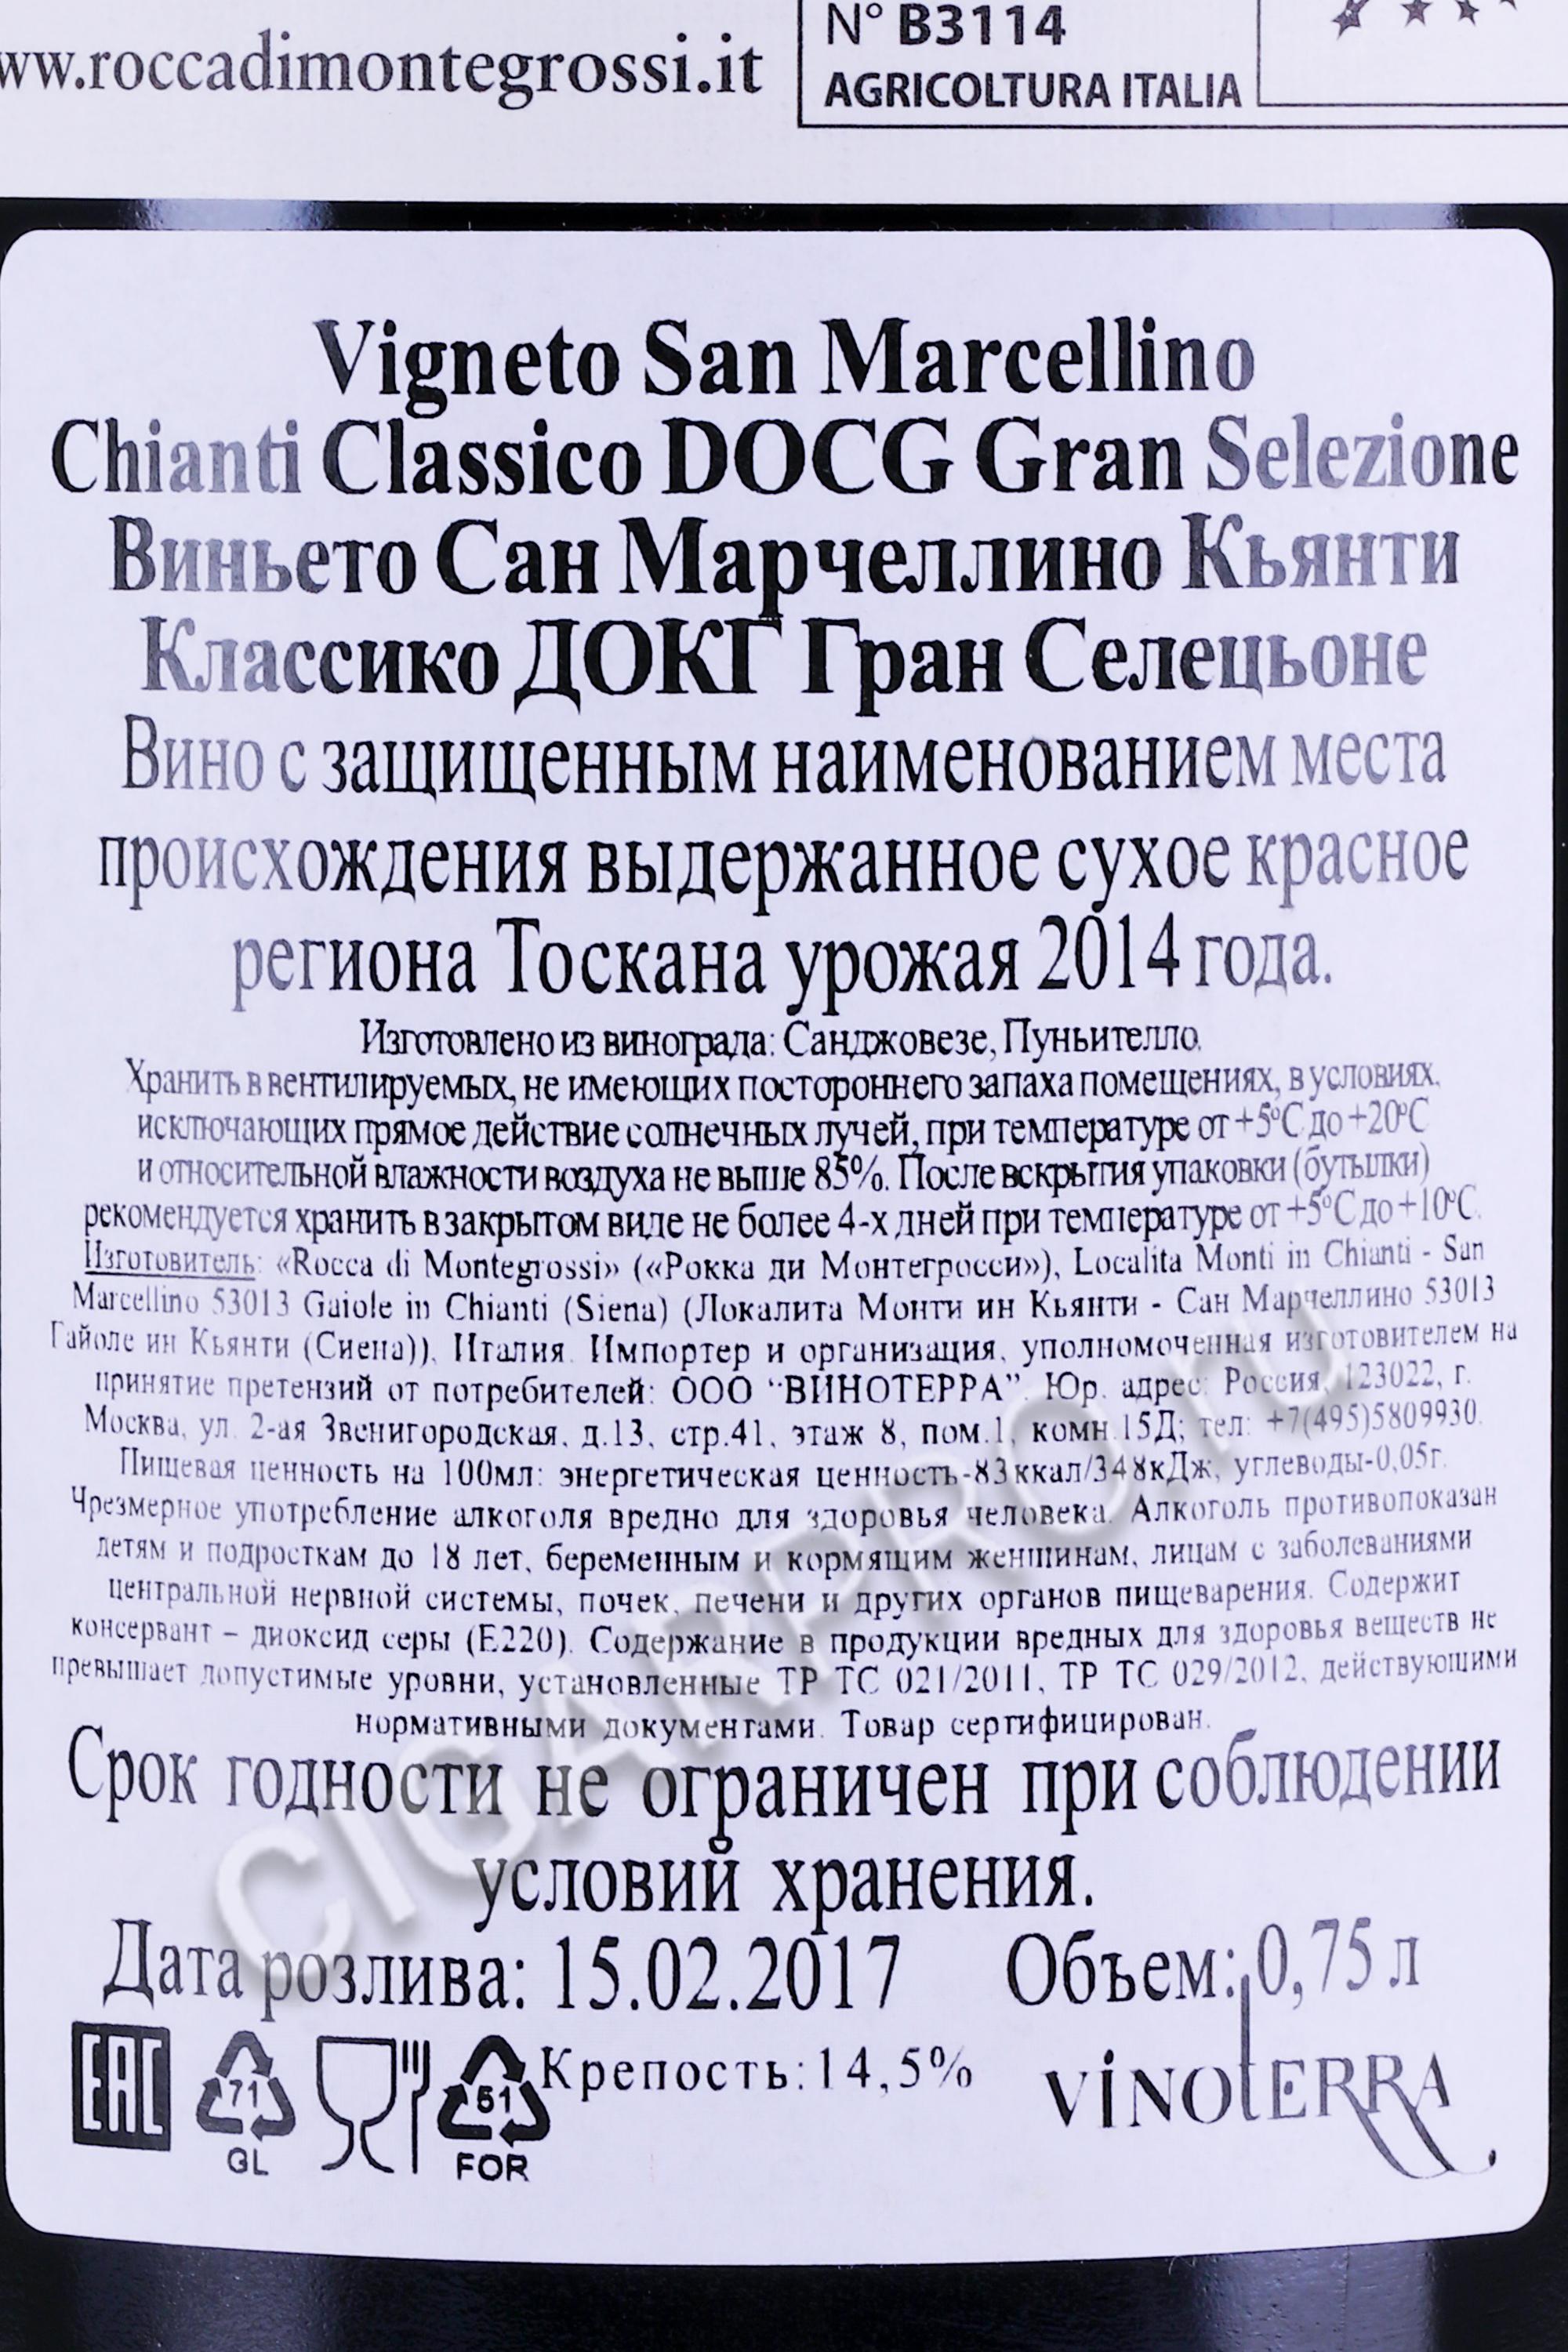 ww.roccadimontegrossi.it
N° B3114
AGRICOLTURA ITALIA
Vigneto San Marcellino
Chianti Classico DOCG Gran Selezione
Виньето Сан Марчеллино Кьянти
Классико ДОКГ Гран Селецьоне
Вино с защищенным наименованием места
происхождения выдержанное сухое красное
региона Тоскана урожая 2014 года.
Изготовлено из винограда: Санджовезе, Пуньителло.
Хранить в вентилируемых, не имеющих постороннего запаха помещениях, в условиях,
исключающих прямое действие солнечных лучей, при температуре от +5°C до +20°C
и относительной влажности воздуха не выше 85%. После вскрытия упаковки (бутылки)
рекомендуется хранить в закрытом виде не более 4-х дней при температуре от +5°C до +10°C.
Изготовитель: «Rocca di Montegrossi» («Рокка ди Монтегросси»), Localita Monti in Chianti - San
Marcellino 53013 Gaiole in Chianti (Siena) (Локалита Монти ин Кьянти - Сан Марчеллино 53013
Гайоле ин Кьянти (Сиена)), Италия. Импортер и организация, уполномоченная изготовителем на
принятие претензий от потребителей: ООО “ВИНОТЕРРА”. Юр. адрес: Россия, 123022, г.
Москва, ул. 2-ая Звенигородская, д.13, стр.41, этаж 8, пом.1, комн.15Д; тел: +7(495)5809930.
Пищевая ценность на 100мл: энергетическая ценность-83ккал/348кДж, углеводы-0,05г.
Чрезмерное употребление алкоголя вредно для здоровья человека. Алкоголь противопоказан
детям и подросткам до 18 лет, беременным и кормящим женщинам, лицам с заболеваниями
центральной нервной системы, почек, печени и других органов пищеварения. Содержит
консервант – диоксид серы (E220). Содержание в продукции вредных для здоровья веществ не
превышает допустимые уровни, установленные ТР ТС 021/2011, ТР ТС 029/2012, действующими
нормативными документами. Товар сертифицирован.
Срок годности не ограничен при соблюдении
условий хранения.
Дата розлива: 15.02.2017 Объем: 0,75 л
EAC 71 GL 51 FOR Крепость: 14,5% VINOTERRA
CIGARPRO.ru